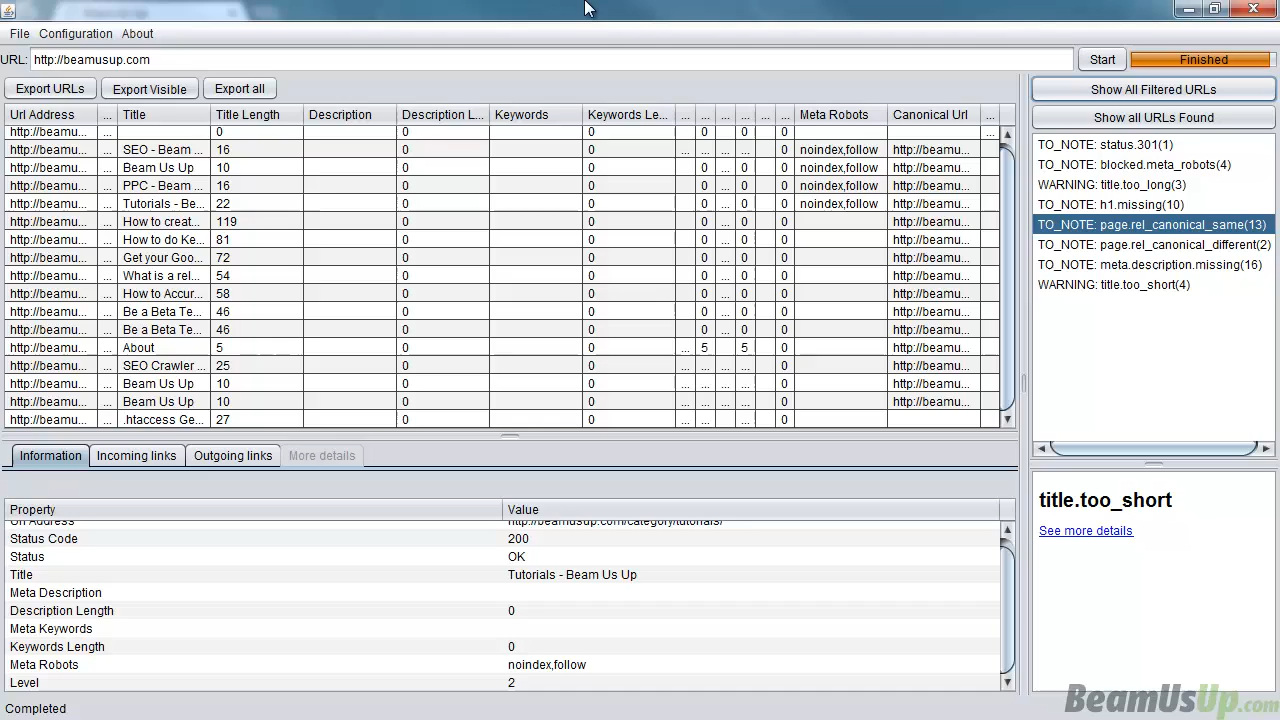 File Configuration About
URL: http://beamusup.com Start Finished
Export URLs Export Visible Export all
Url Address ... Title Title Length Description Description L... Keywords Keywords Le... ... ... ... ... ... ... Meta Robots Canonical Url ...
http://beamu... ... 0 0 0 0 ... 0 0 ...
http://beamu... ... SEO - Beam ... 16 0 0 ... ... ... ... 0 noindex,follow http://beamu...
http://beamu... ... Beam Us Up 10 0 0 0 ... 0 0 noindex,follow http://beamu...
http://beamu... ... PPC - Beam ... 16 0 0 0 ... 0 0 noindex,follow http://beamu...
http://beamu... ... Tutorials - Be... 22 0 0 0 ... 0 0 noindex,follow http://beamu...
http://beamu... ... How to creat... 119 0 0 0 ... 0 0 http://beamu...
http://beamu... ... How to do Ke... 81 0 0 0 ... 0 0 http://beamu...
http://beamu... ... Get your Goo... 72 0 0 0 ... 0 0 http://beamu...
http://beamu... ... What is a rel... 54 0 0 0 ... 0 0 http://beamu...
http://beamu... ... How to Accur... 58 0 0 0 ... 0 0 http://beamu...
http://beamu... ... Be a Beta Te... 46 0 0 0 ... 0 0 http://beamu...
http://beamu... ... Be a Beta Te... 46 0 0 0 ... 0 0 http://beamu...
http://beamu... ... About 5 0 0 ... 5 ... 5 0 http://beamu...
http://beamu... ... SEO Crawler ... 25 0 0 ... ... ... ... 0 http://beamu...
http://beamu... ... Beam Us Up 10 0 0 ... ... ... ... 0 http://beamu...
http://beamu... ... Beam Us Up 10 0 0 ... ... ... ... 0 http://beamu...
http://beamu... ... .htaccess Ge... 27 0 0 ... ... ... ... 0
Show All Filtered URLs
Show all URLs Found
TO_NOTE: status.301(1)
TO_NOTE: blocked.meta_robots(4)
WARNING: title.too_long(3)
TO_NOTE: h1.missing(10)
TO_NOTE: page.rel_canonical_same(13)
TO_NOTE: page.rel_canonical_different(2)
TO_NOTE: meta.description.missing(16)
WARNING: title.too_short(4)
Information Incoming links Outgoing links More details
Property Value
Url Address http://beamusup.com/category/tutorials/
Status Code 200
Status OK
Title Tutorials - Beam Us Up
Meta Description
Description Length 0
Meta Keywords
Keywords Length 0
Meta Robots noindex,follow
Level 2
title.too_short
See more details
BeamUsUp.com
Completed